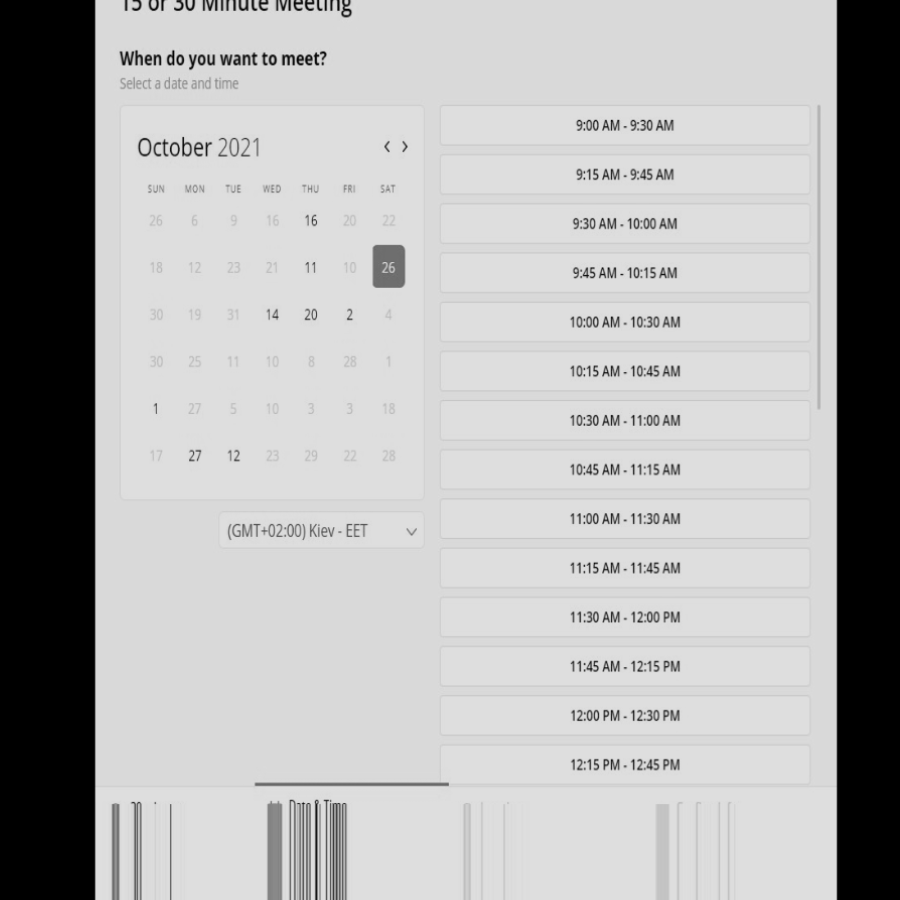 15 or 30 Minute Meeting
When do you want to meet?
Select a date and time
October 2021
SUN MON TUE WED THU FRI SAT
26 6 9 16 16 20 22
18 12 23 21 11 10 26
30 19 31 14 20 2 4
30 25 11 10 8 28 1
1 27 5 10 3 3 18
17 27 12 23 29 22 28
(GMT+02:00) Kiev - EET
9:00 AM - 9:30 AM
9:15 AM - 9:45 AM
9:30 AM - 10:00 AM
9:45 AM - 10:15 AM
10:00 AM - 10:30 AM
10:15 AM - 10:45 AM
10:30 AM - 11:00 AM
10:45 AM - 11:15 AM
11:00 AM - 11:30 AM
11:15 AM - 11:45 AM
11:30 AM - 12:00 PM
11:45 AM - 12:15 PM
12:00 PM - 12:30 PM
12:15 PM - 12:45 PM
Date & Time